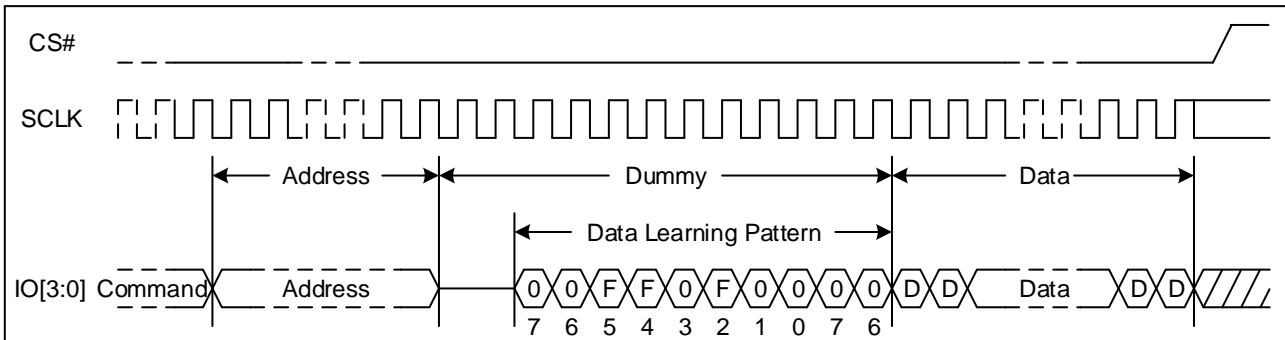 CS#
SCLK
Address Dummy Data
Data Learning Pattern
IO[3:0] Command Address 0 0 F F 0 F 0 0 0 0 D D Data D D
7 6 5 4 3 2 1 0 7 6